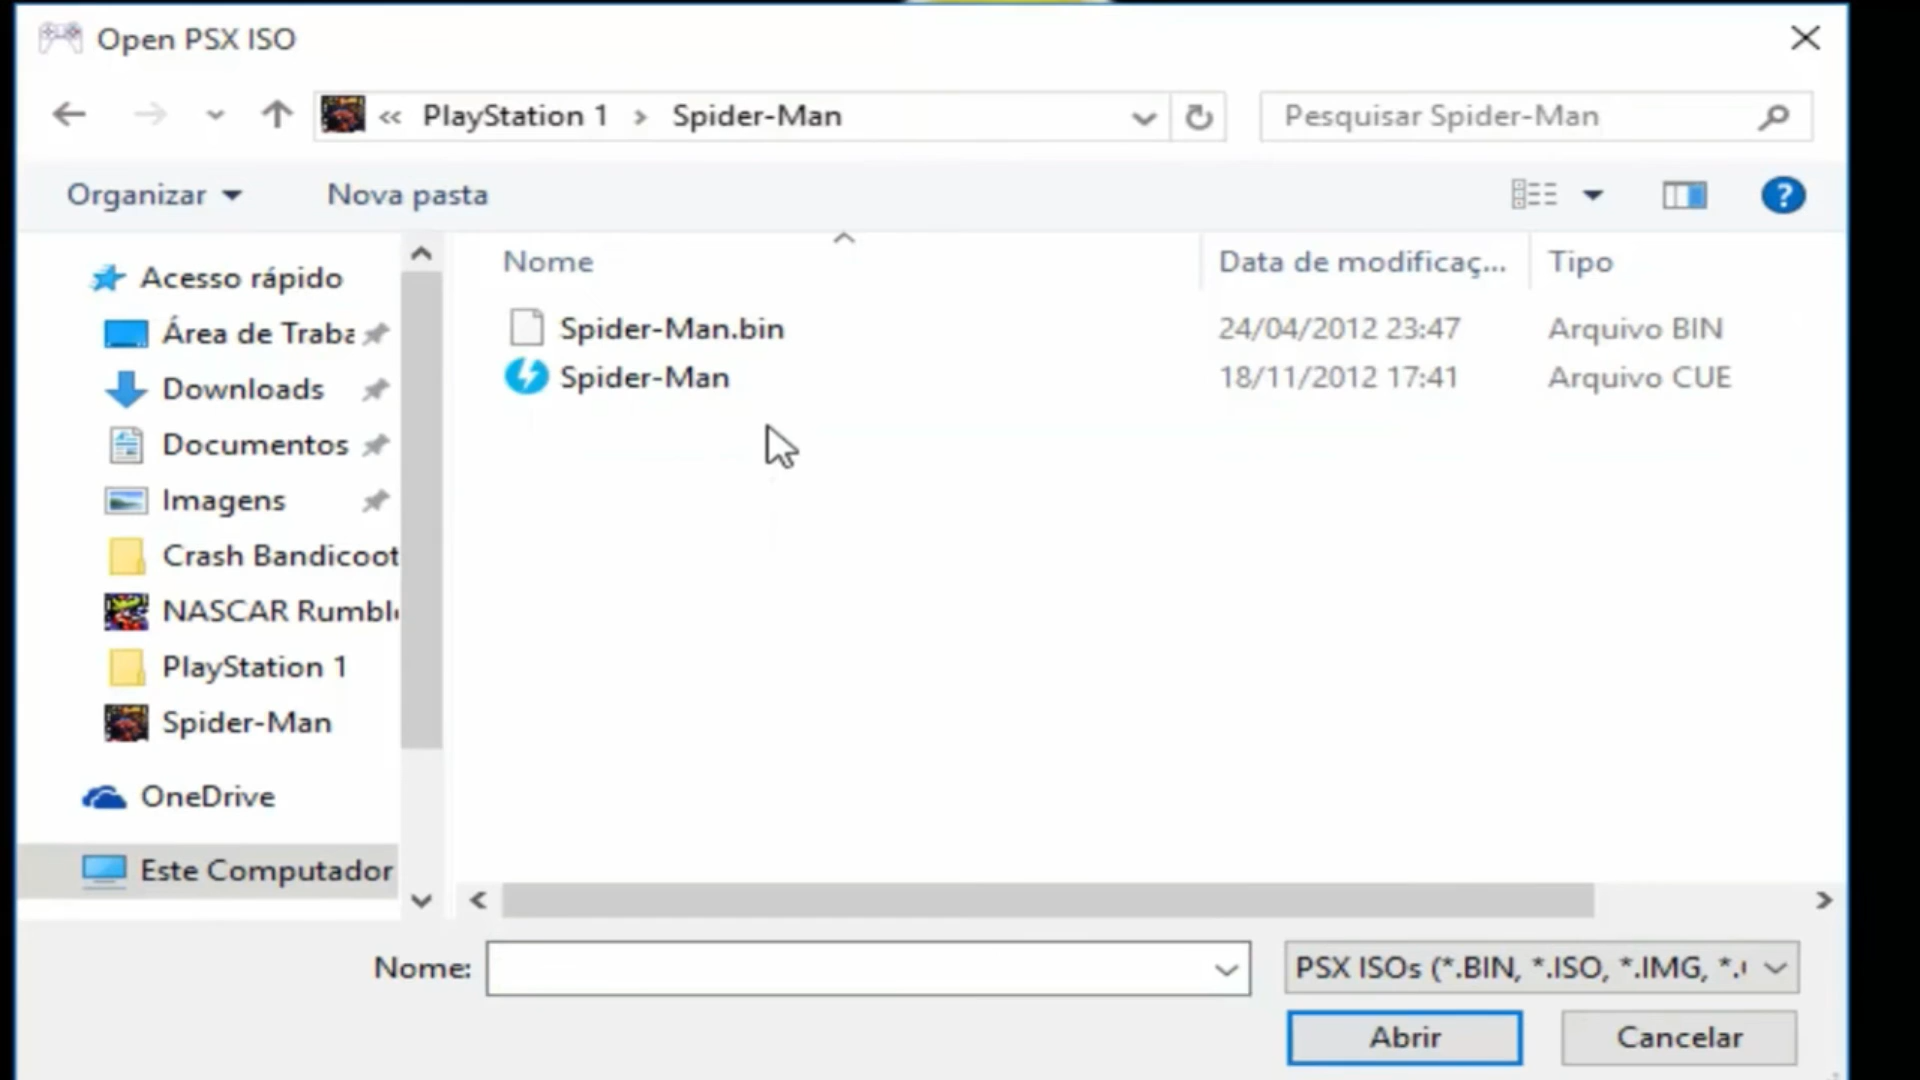 Open PSX ISO
« PlayStation 1 › Spider-Man
Pesquisar Spider-Man
Organizar
Nova pasta
?
Nome
Data de modificaç...
Tipo
Spider-Man.bin
24/04/2012 23:47
Arquivo BIN
Spider-Man
18/11/2012 17:41
Arquivo CUE
Acesso rápido
Área de Traba
Downloads
Documentos
Imagens
Crash Bandicoot
NASCAR Rumbl
PlayStation 1
Spider-Man
OneDrive
Este Computador
Nome:
PSX ISOs (*.BIN, *.ISO, *.IMG, *.
Abrir
Cancelar